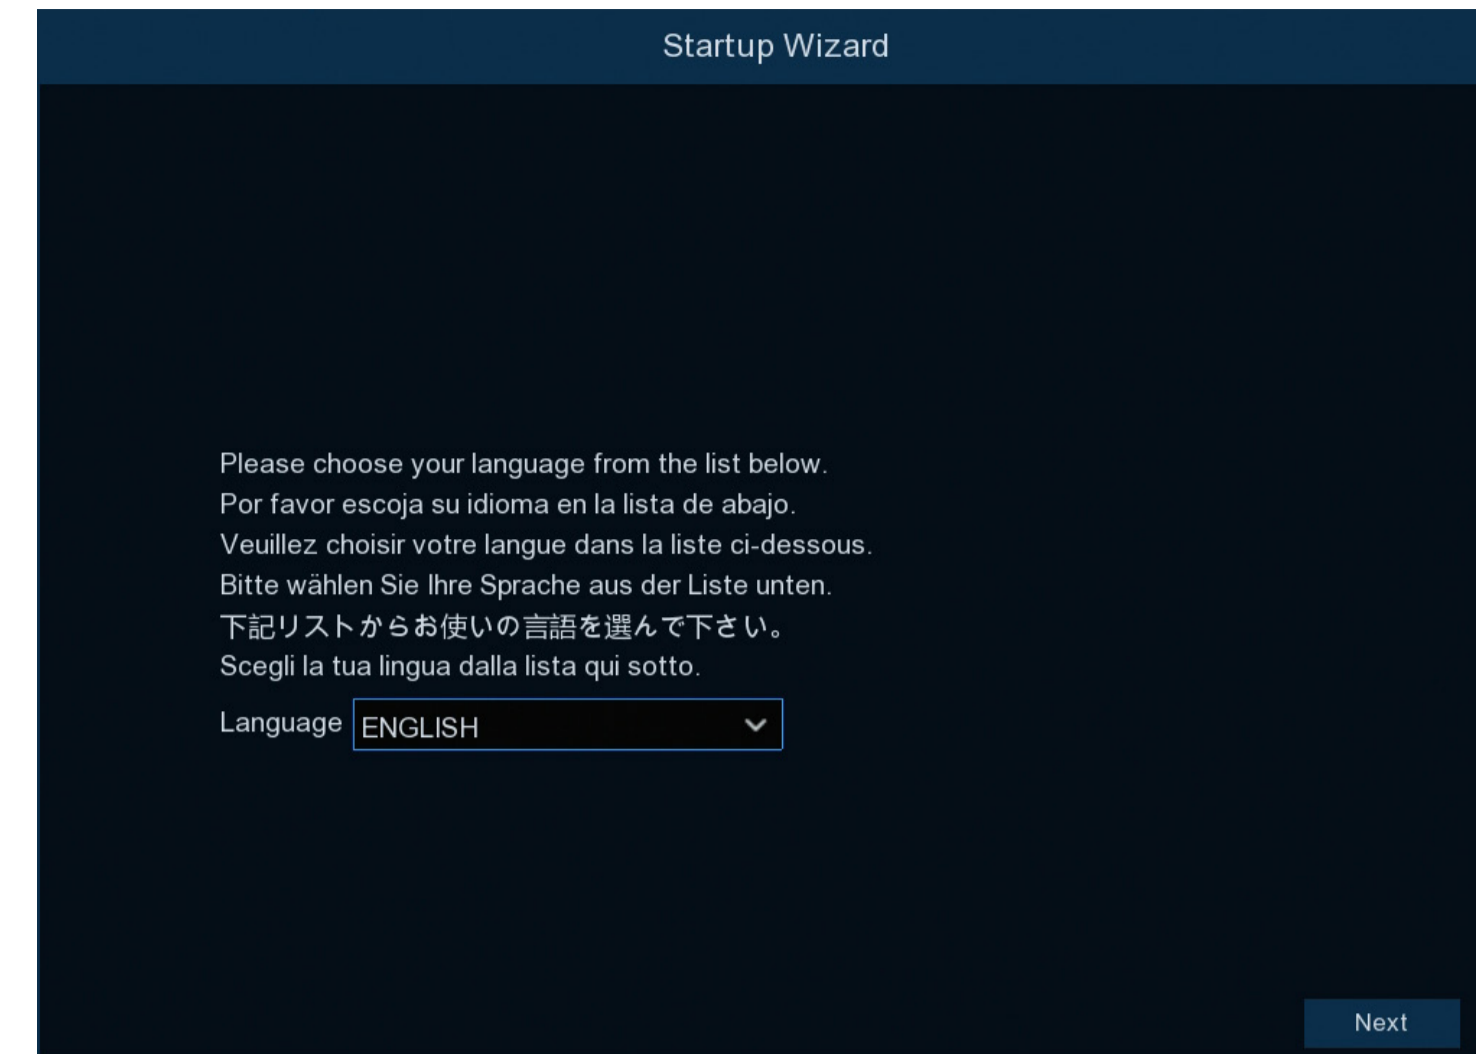 Startup Wizard
Please choose your language from the list below.
Por favor escoja su idioma en la lista de abajo.
Veuillez choisir votre langue dans la liste ci-dessous.
Bitte wählen Sie Ihre Sprache aus der Liste unten.
下記リストからお使いの言語を選んで下さい。
Scegli la tua lingua dalla lista qui sotto.
Language ENGLISH
Next